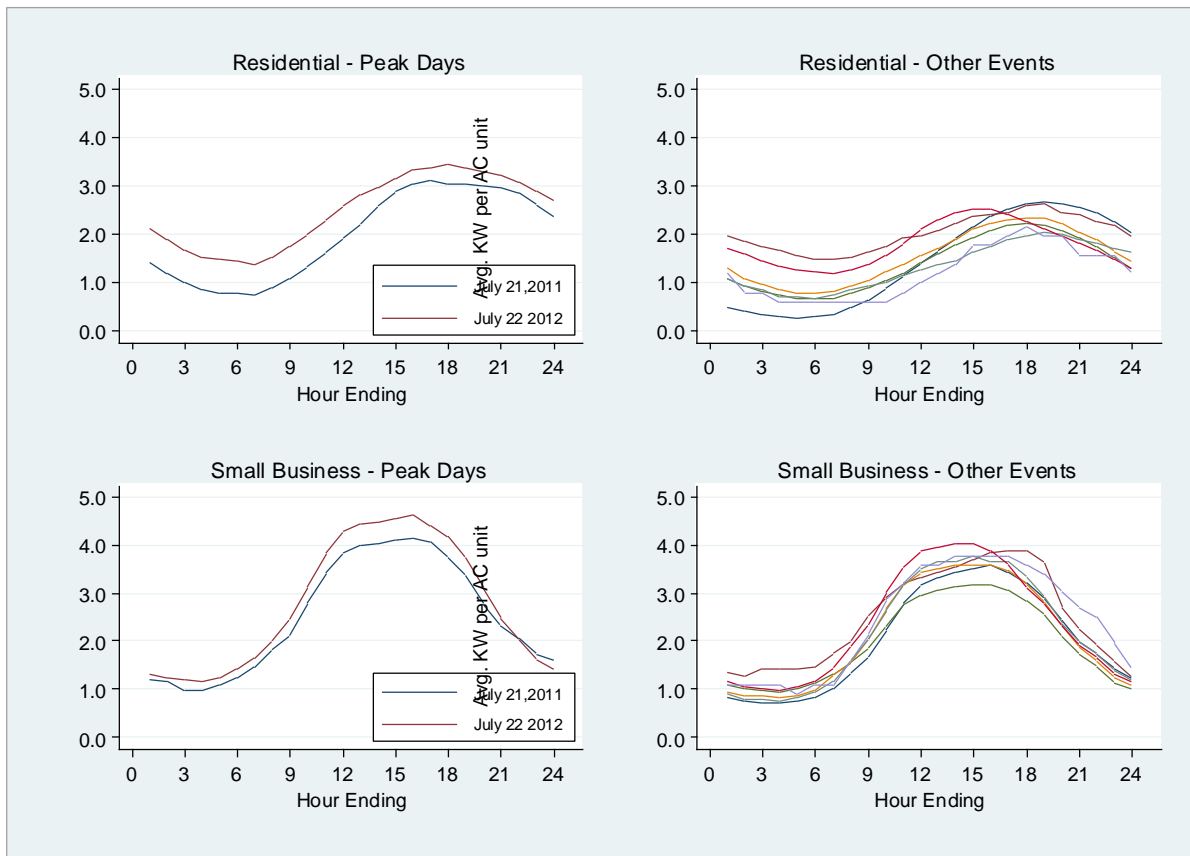 Residential - Peak Days
5.0
4.0
3.0
2.0
1.0
0.0
Avg. KW per AC unit
July 21,2011
July 22 2012
0 3 6 9 12 15 18 21 24
Hour Ending
Residential - Other Events
5.0
4.0
3.0
2.0
1.0
0.0
0 3 6 9 12 15 18 21 24
Hour Ending
Small Business - Peak Days
5.0
4.0
3.0
2.0
1.0
0.0
Avg. KW per AC unit
July 21,2011
July 22 2012
0 3 6 9 12 15 18 21 24
Hour Ending
Small Business - Other Events
5.0
4.0
3.0
2.0
1.0
0.0
0 3 6 9 12 15 18 21 24
Hour Ending